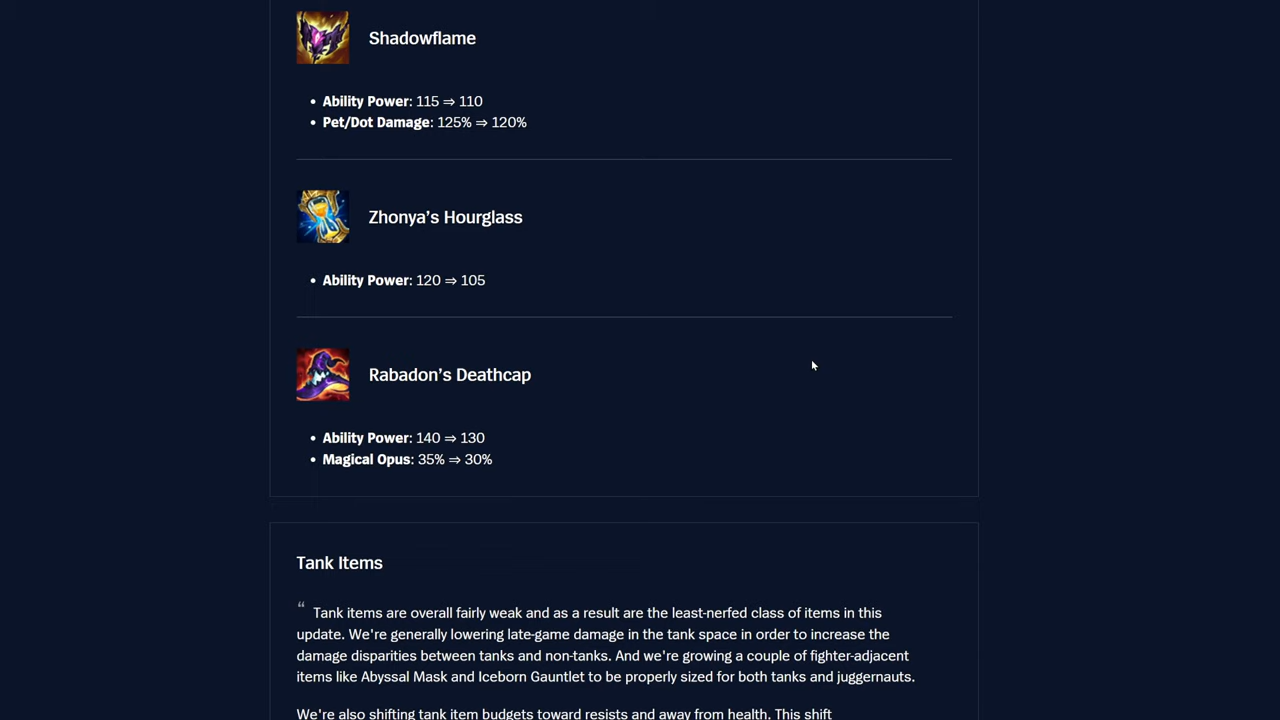 Shadowflame
• Ability Power: 115 ⇒ 110
• Pet/Dot Damage: 125% ⇒ 120%
Zhonya’s Hourglass
• Ability Power: 120 ⇒ 105
Rabadon’s Deathcap
• Ability Power: 140 ⇒ 130
• Magical Opus: 35% ⇒ 30%
Tank Items
“ Tank items are overall fairly weak and as a result are the least-nerfed class of items in this
update. We're generally lowering late-game damage in the tank space in order to increase the
damage disparities between tanks and non-tanks. And we're growing a couple of fighter-adjacent
items like Abyssal Mask and Iceborn Gauntlet to be properly sized for both tanks and juggernauts.
We're also shifting tank item budgets toward resists and away from health. This shift